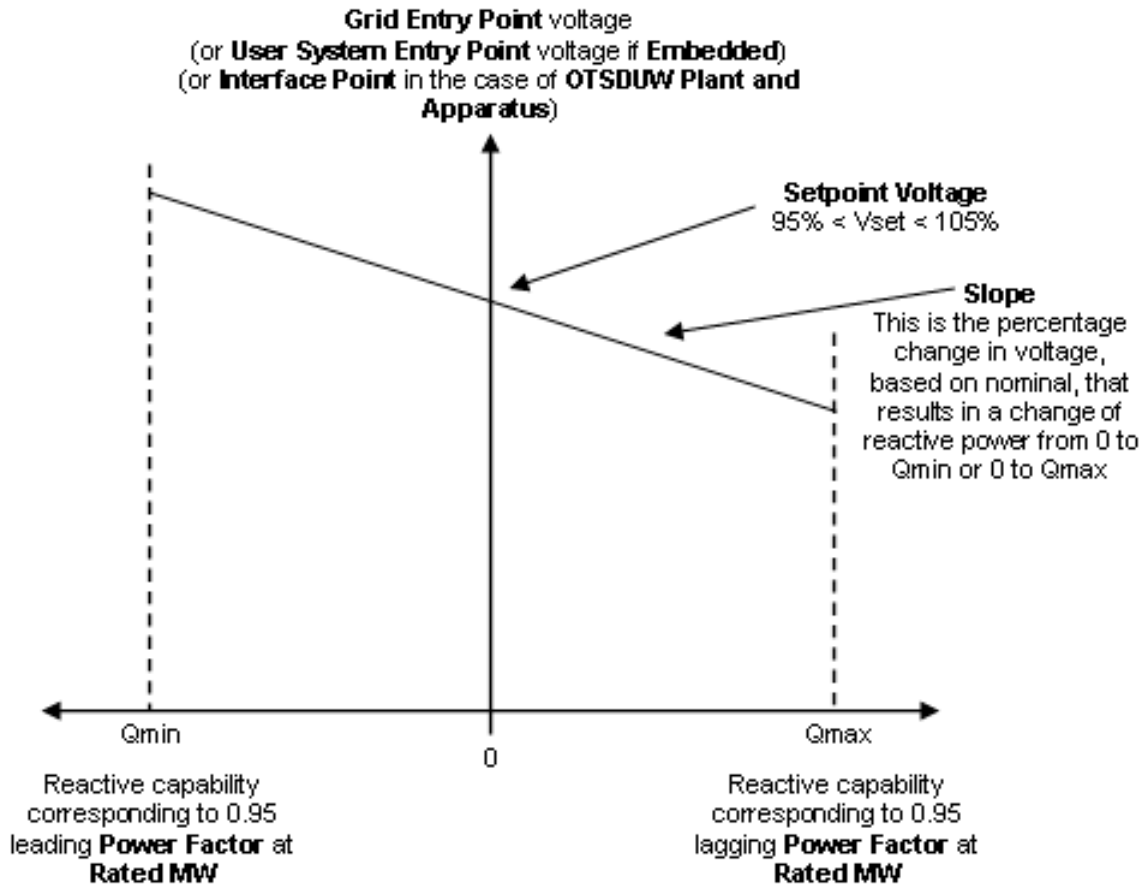 Grid Entry Point voltage
(or User System Entry Point voltage if Embedded)
(or Interface Point in the case of OTSDUW Plant and
Apparatus)
Setpoint Voltage
95% < Vset < 105%
Slope
This is the percentage
change in voltage,
based on nominal, that
results in a change of
reactive power from 0 to
Qmin or 0 to Qmax
Qmin
0
Qmax
Reactive capability
corresponding to 0.95
leading Power Factor at
Rated MW
Reactive capability
corresponding to 0.95
lagging Power Factor at
Rated MW